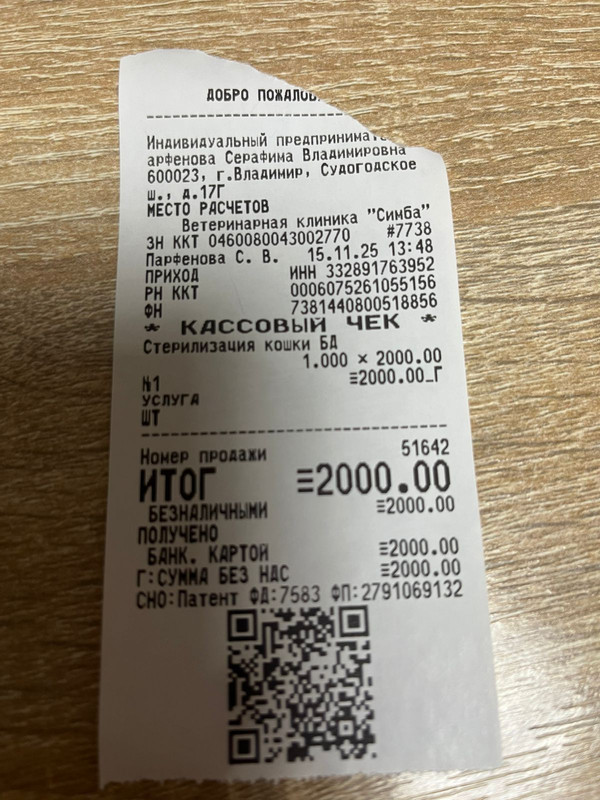 ДОБРО ПОЖАЛОВ
Индивидуальный предпринимат
арфенова Серафима Владимировна
600023, г.Владимир, Судогодское
ш., д.17Г
МЕСТО РАСЧЕТОВ
Ветеринарная клиника "Симба"
ЗН ККТ 0460080043002770 #7738
Парфенова С. В. 15.11.25 13:48
ПРИХОД ИНН 332891763952
РН ККТ 0006075261055156
ФН 7381440800518856
* КАССОВЫЙ ЧЕК *
Стерилизация кошки БД
1.000 × 2000.00
№1 ≡2000.00_Г
УСЛУГА
ШТ
Номер продажи 51642
ИТОГ ≡2000.00
БЕЗНАЛИЧНЫМИ ≡2000.00
ПОЛУЧЕНО
БАНК. КАРТОЙ ≡2000.00
Г:СУММА БЕЗ НДС ≡2000.00
СНО:Патент ФД:7583 ФП:2791069132